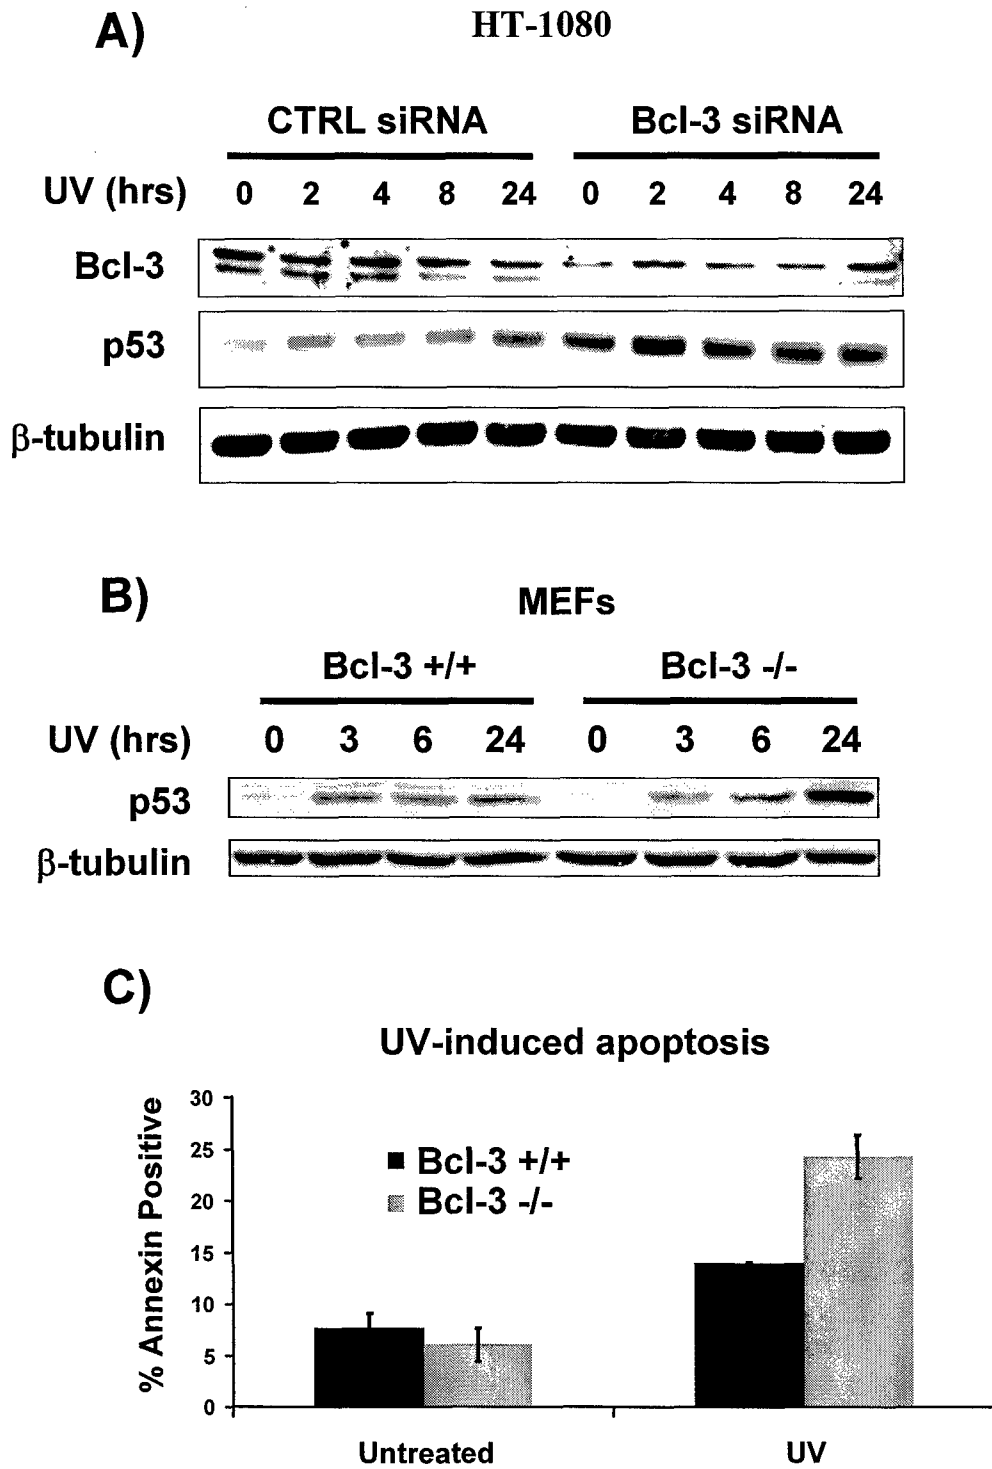 A)
HT-1080
CTRL siRNA Bcl-3 siRNA
UV (hrs) 0 2 4 8 24 0 2 4 8 24
Bcl-3
p53
β-tubulin
B)
MEFs
Bcl-3 +/+ Bcl-3 -/-
UV (hrs) 0 3 6 24 0 3 6 24
p53
β-tubulin
C)
UV-induced apoptosis
% Annexin Positive
30
25
20
15
10
5
0
Bcl-3 +/+
Bcl-3 -/-
Untreated UV